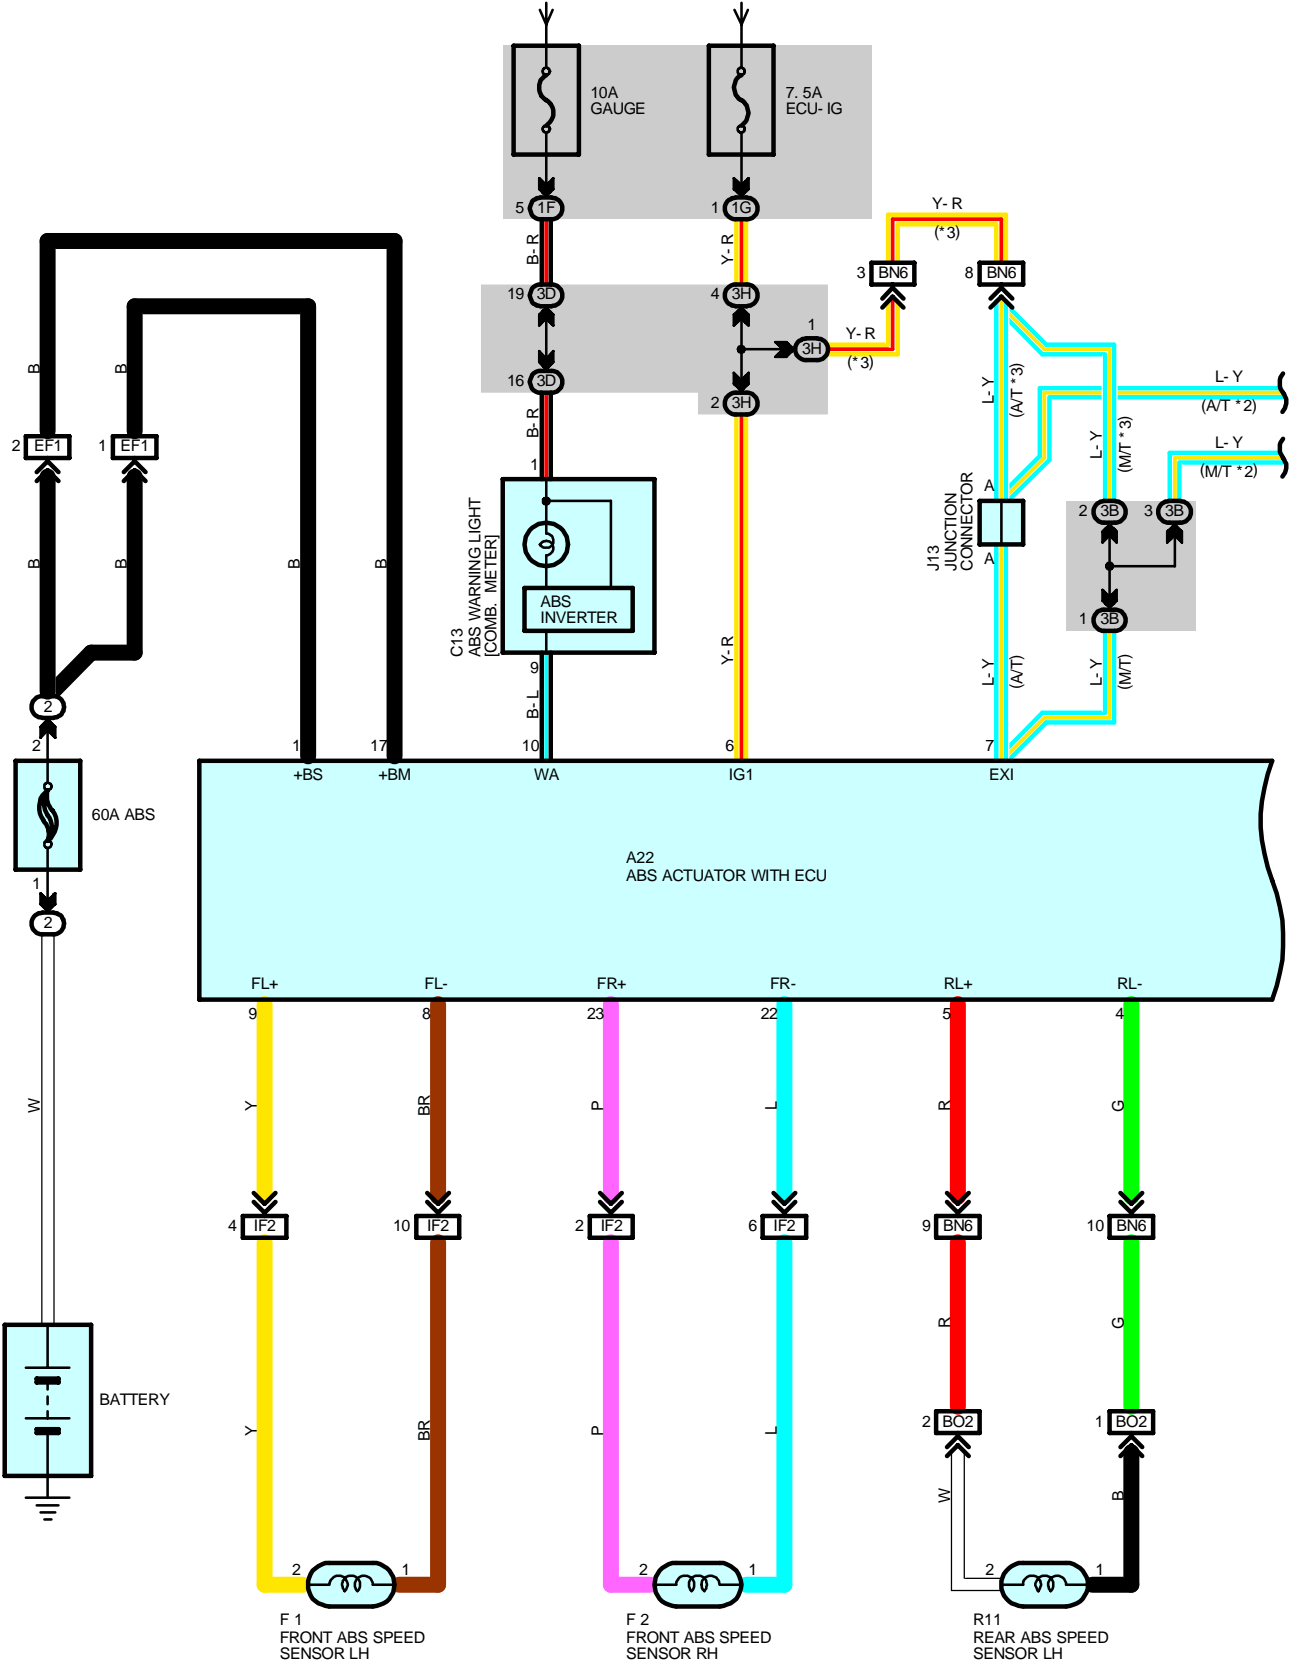 10A
GAUGE
7. 5A
ECU- IG
5 1F
1 1G
B- R
Y- R
Y- R
(*3)
3 BN6
8 BN6
19 3D
4 3H
1
3H
Y- R
(*3)
16 3D
2 3H
B- R
B
B
2 EF1
1 EF1
B
B
B
B
L- Y
(A/T *3)
L- Y
(A/T *2)
L- Y
(M/T *3)
L- Y
(M/T *2)
1
C13
ABS WARNING LIGHT
[COMB. METER]
ABS
INVERTER
9
B- L
Y- R
A
J13
JUNCTION
CONNECTOR
A
2 3B
3 3B
1 3B
L- Y
(A/T)
L- Y
(M/T)
2
2
60A ABS
1
2
W
BATTERY
1
17
10
6
7
+BS
+BM
WA
IG1
EXI
A22
ABS ACTUATOR WITH ECU
FL+
FL-
FR+
FR-
RL+
RL-
9
8
23
22
5
4
Y
BR
P
L
R
G
4 IF2
10 IF2
2 IF2
6 IF2
9 BN6
10 BN6
R
G
Y
BR
P
L
2 BO2
1 BO2
W
B
2
1
2
1
2
1
F 1
FRONT ABS SPEED
SENSOR LH
F 2
FRONT ABS SPEED
SENSOR RH
R11
REAR ABS SPEED
SENSOR LH